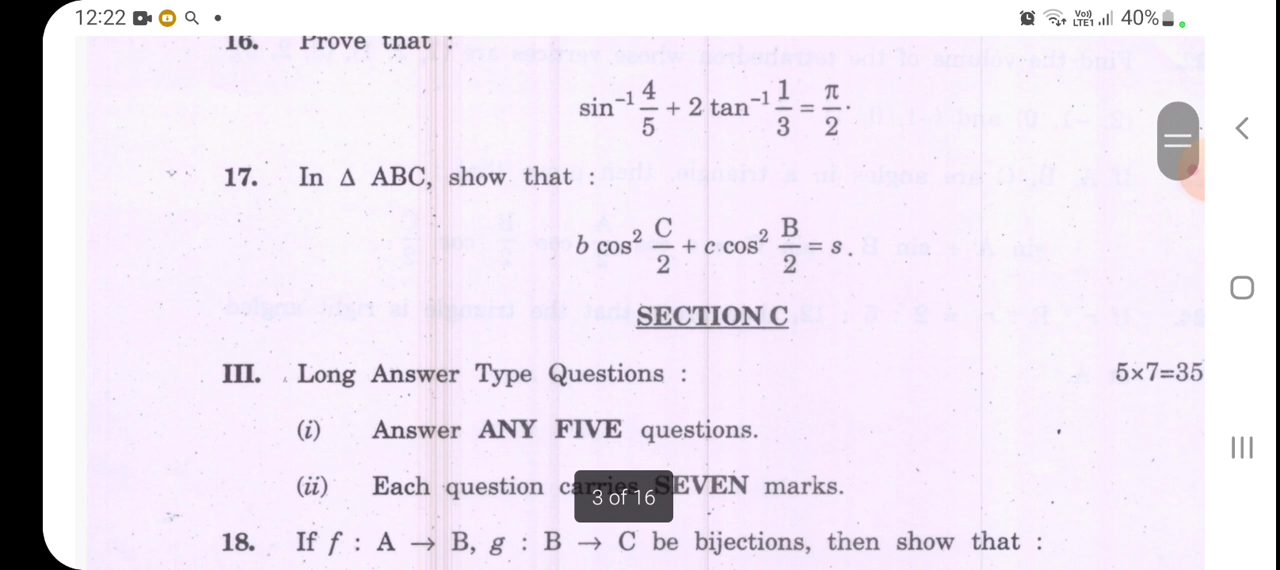 12:22 40%
Vo))
LTE1
16. Prove that :
sin⁻¹ 4/5 + 2 tan⁻¹ 1/3 = π/2.
17. In Δ ABC, show that
b cos² C/2 + c cos² B/2 = s.
SECTION C
III. Long Answer Type Questions : 5×7=35
(i) Answer ANY FIVE questions.
(ii) Each question carries SEVEN marks.
3 of 16
18. If f : A → B, g : B → C be bijections, then show that :